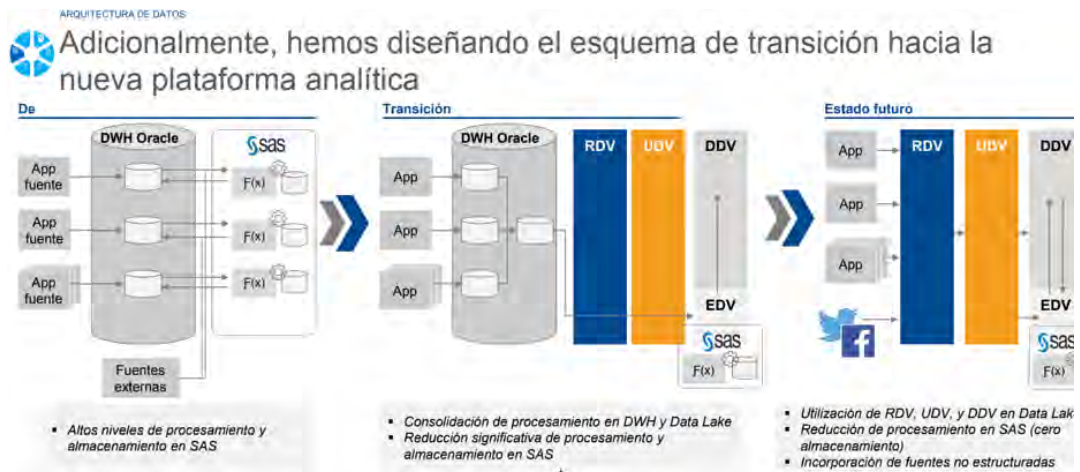 ARQUITECTURA DE DATOS
Adicionalmente, hemos diseñando el esquema de transición hacia la
nueva plataforma analítica
De
DWH Oracle
sas
App
fuente
F(x)
App
fuente
F(x)
App
fuente
F(x)
Fuentes
externas
Altos niveles de procesamiento y
almacenamiento en SAS
Transición
DWH Oracle
RDV
UDV
DDV
App
App
App
EDV
sas
F(x)
Consolidación de procesamiento en DWH y Data Lake
Reducción significativa de procesamiento y
almacenamiento en SAS
Estado futuro
App
RDV
UDV
DDV
App
App
EDV
sas
F(x)
Utilización de RDV, UDV, y DDV en Data Lak
Reducción de procesamiento en SAS (cero
almacenamiento)
Incorporación de fuentes no estructuradas